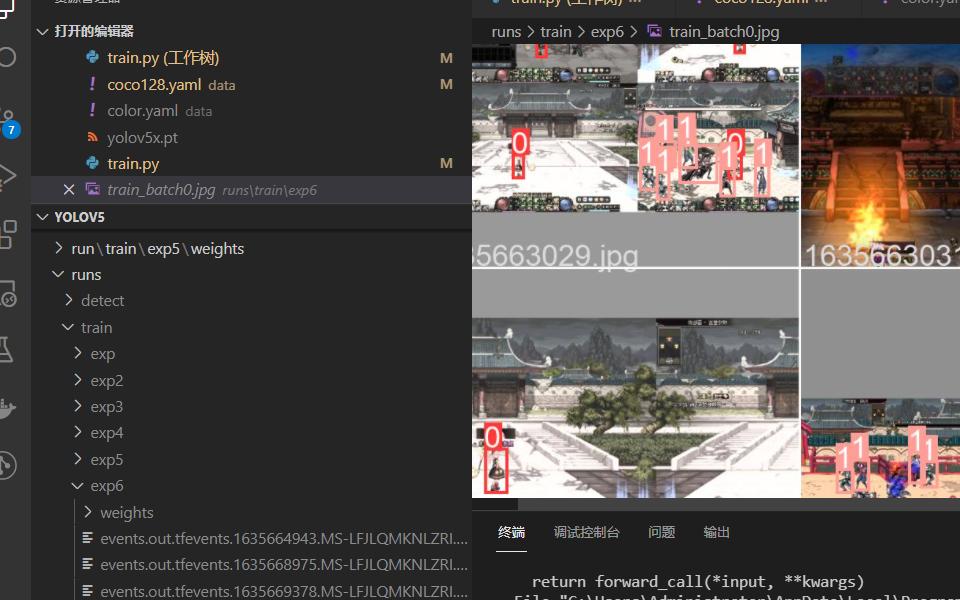 打开的编辑器
train.py (工作树) M
coco128.yaml data M
color.yaml data
yolov5x.pt
train.py M
train_batch0.jpg runs\train\exp6
7
YOLOV5
run\train\exp5\weights
runs
detect
train
exp
exp2
exp3
exp4
exp5
exp6
weights
events.out.tfevents.1635664943.MS-LFJLQMKNLZRI....
events.out.tfevents.1635668975.MS-LFJLQMKNLZRI....
events.out.tfevents.1635669378.MS-LFJLQMKNLZRI....
runs > train > exp6 > train_batch0.jpg
0
1 1 1 1 1 0 1
35663029.jpg
1635663031
0
1 1 1 1
终端 调试控制台 问题 输出
return forward_call(*input, **kwargs)